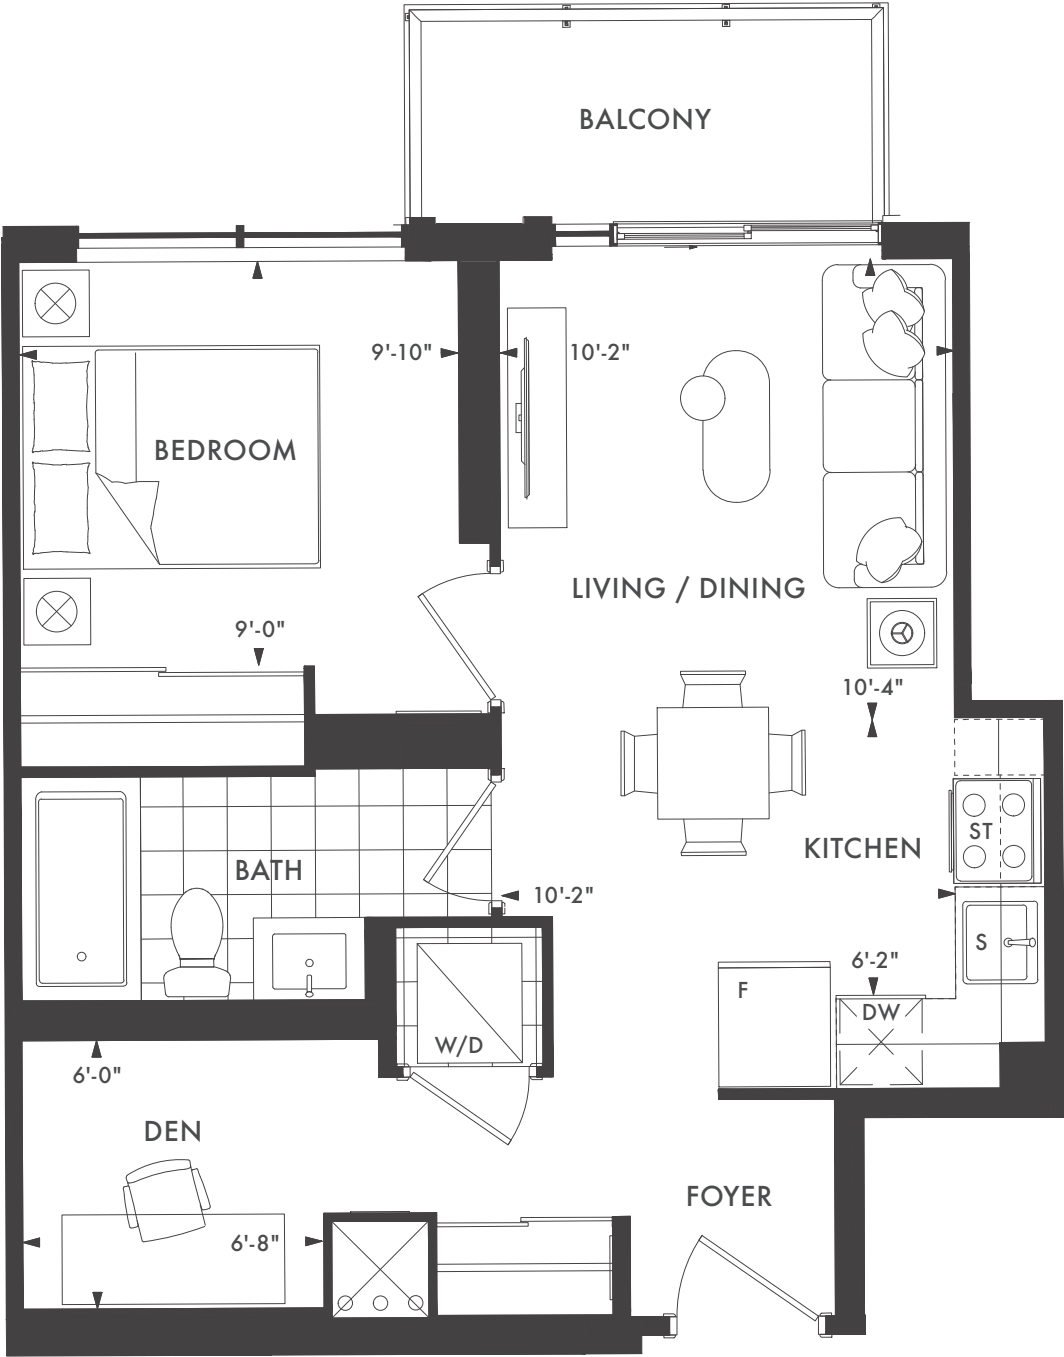 BALCONY
9'-10"
10'-2"
BEDROOM
LIVING / DINING
9'-0"
10'-4"
ST
KITCHEN
BATH
10'-2"
S
6'-2"
F
DW
W/D
6'-0"
DEN
FOYER
6'-8"